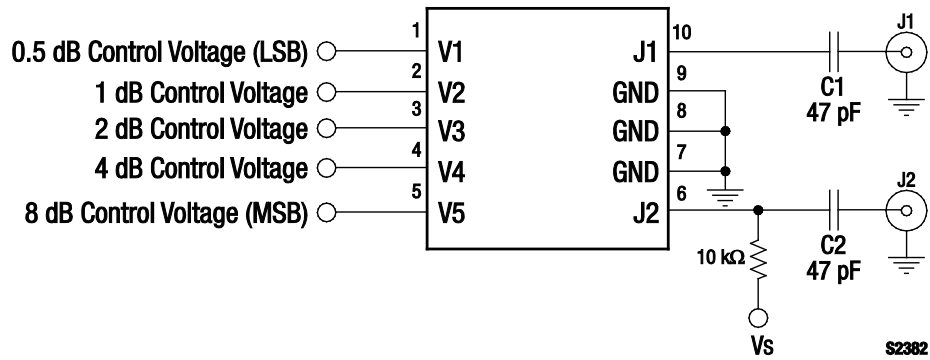 0.5 dB Control Voltage (LSB)
1
V1
1 dB Control Voltage
2
V2
2 dB Control Voltage
3
V3
4 dB Control Voltage
4
V4
8 dB Control Voltage (MSB)
5
V5
J1
10
GND
9
GND
8
GND
7
J2
6
C1
47 pF
J1
C2
47 pF
J2
10 kΩ
Vs
S2382